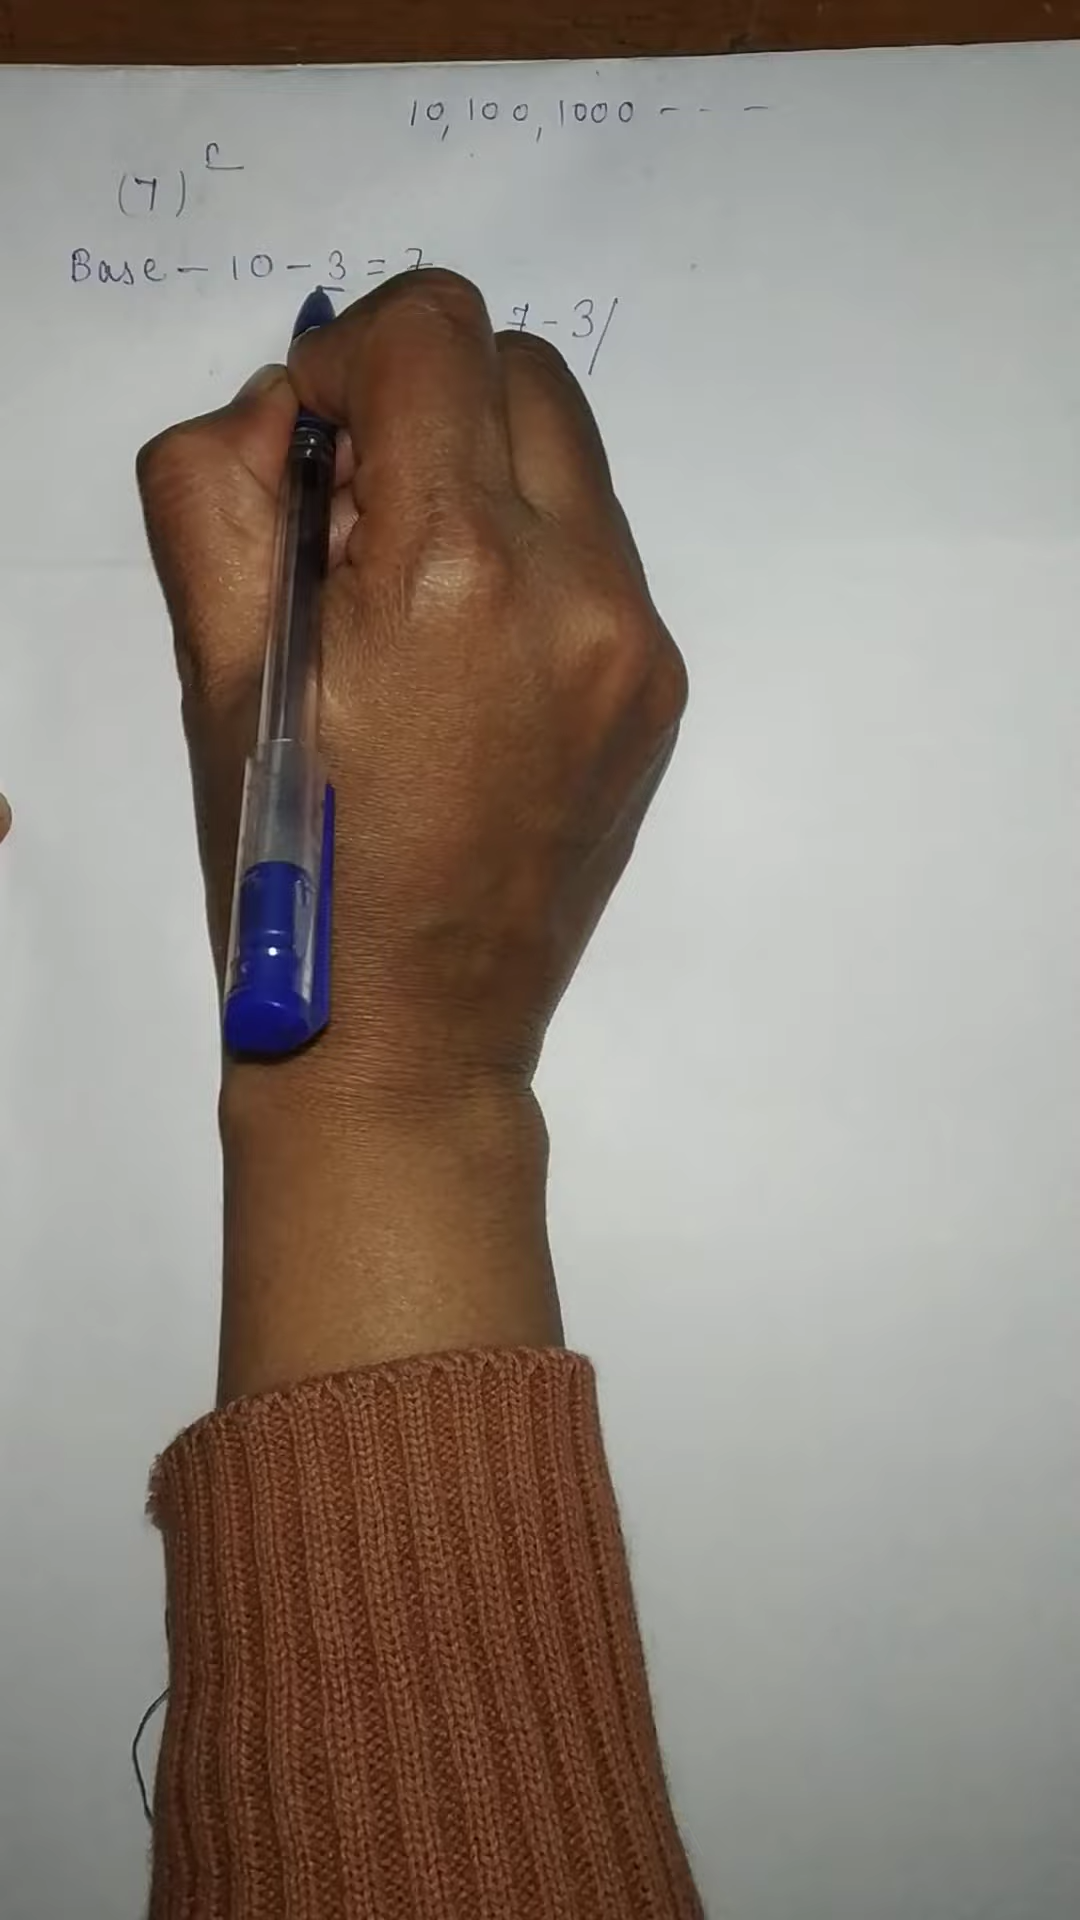 10, 100, 1000 - - -
(7)²
Base - 10 - 3 = 7
7 - 3/